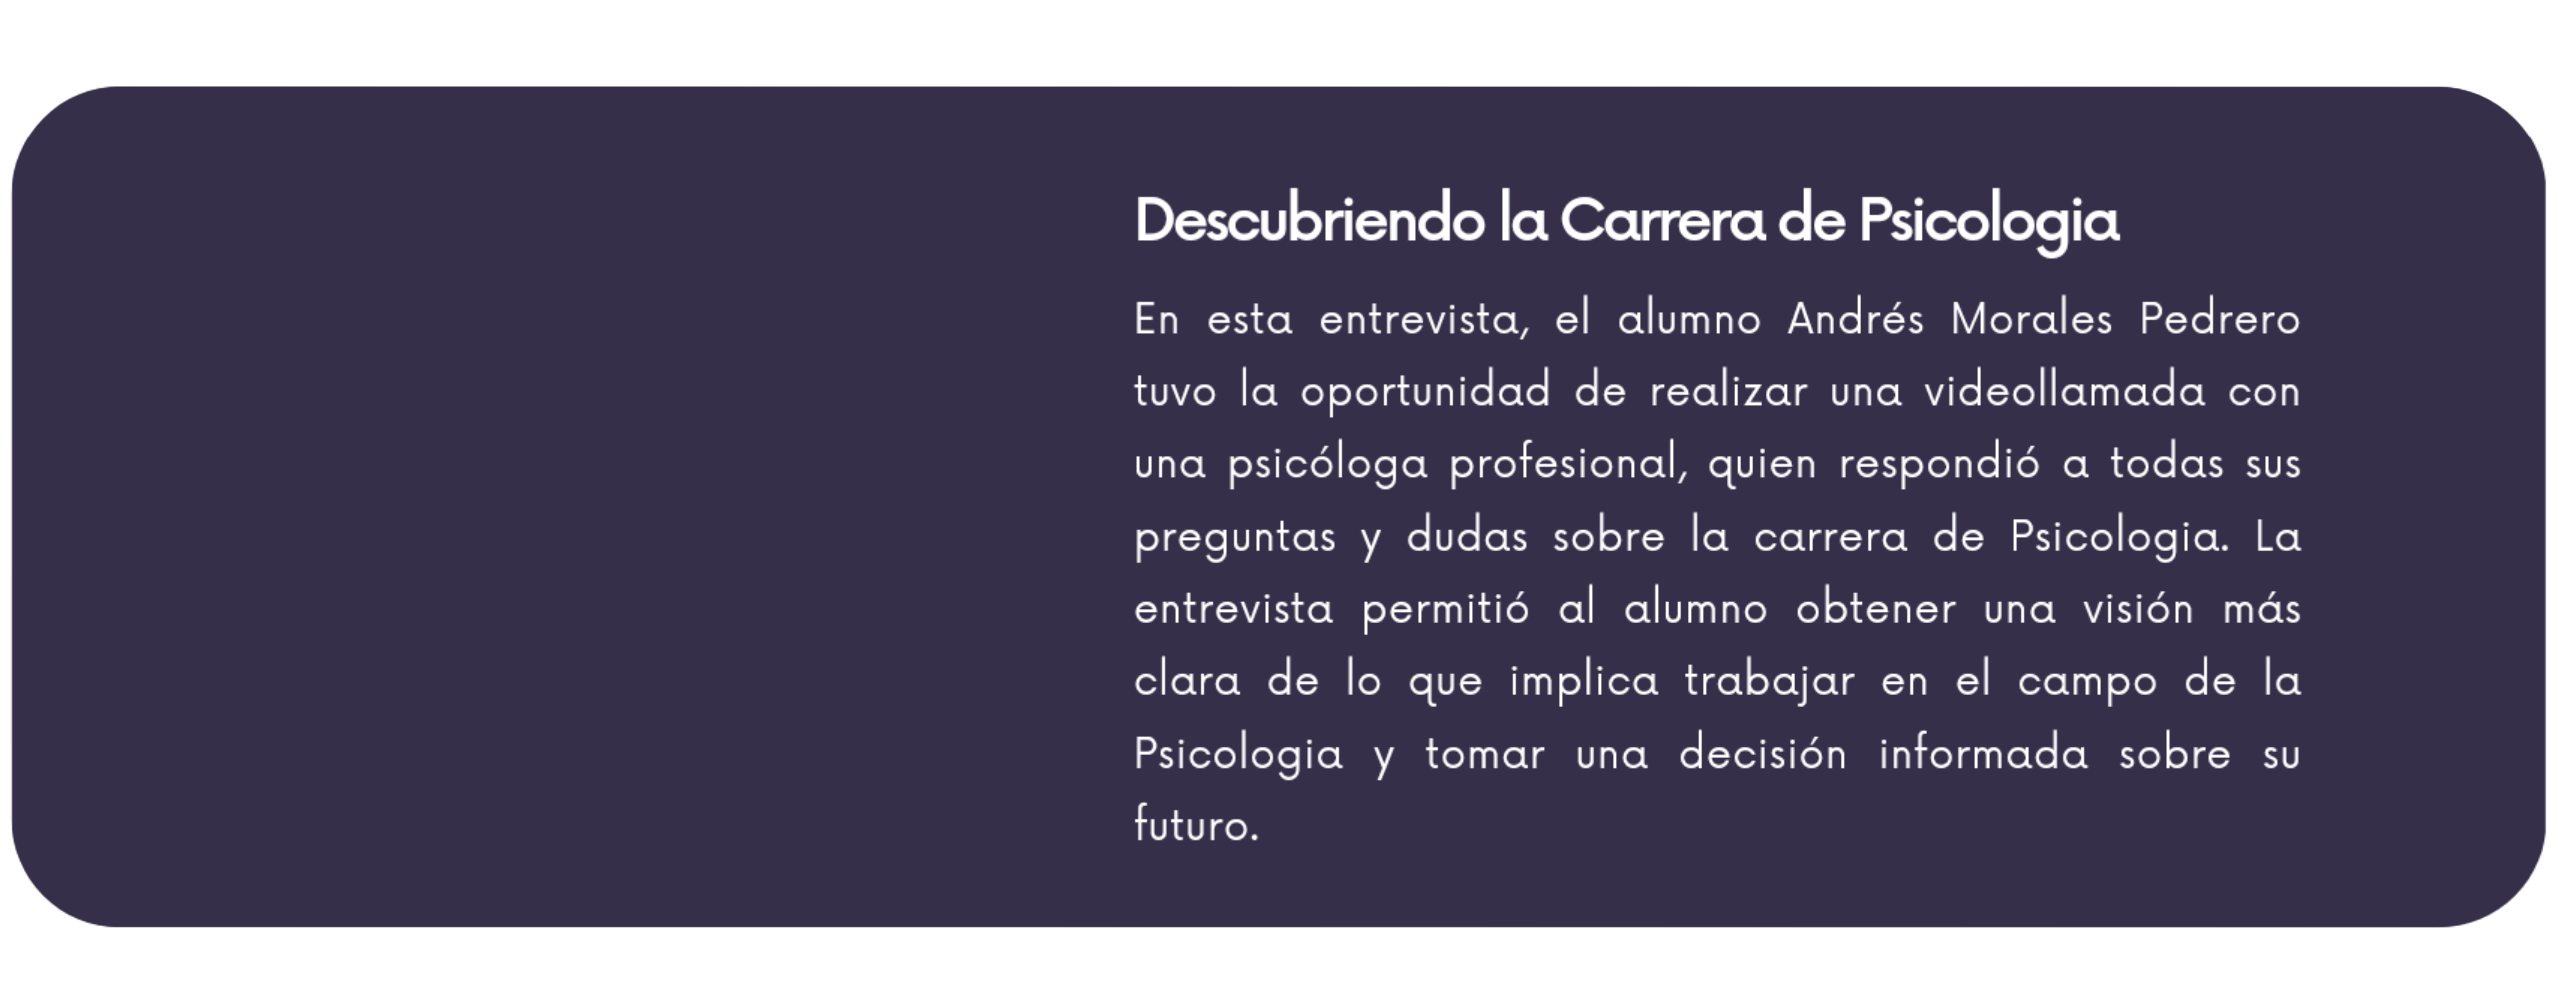 Descubriendo la Carrera de Psicologia
En esta entrevista, el alumno Andrés Morales Pedrero
tuvo la oportunidad de realizar una videollamada con
una psicóloga profesional, quien respondió a todas sus
preguntas y dudas sobre la carrera de Psicologia. La
entrevista permitió al alumno obtener una visión más
clara de lo que implica trabajar en el campo de la
Psicologia y tomar una decisión informada sobre su
futuro.